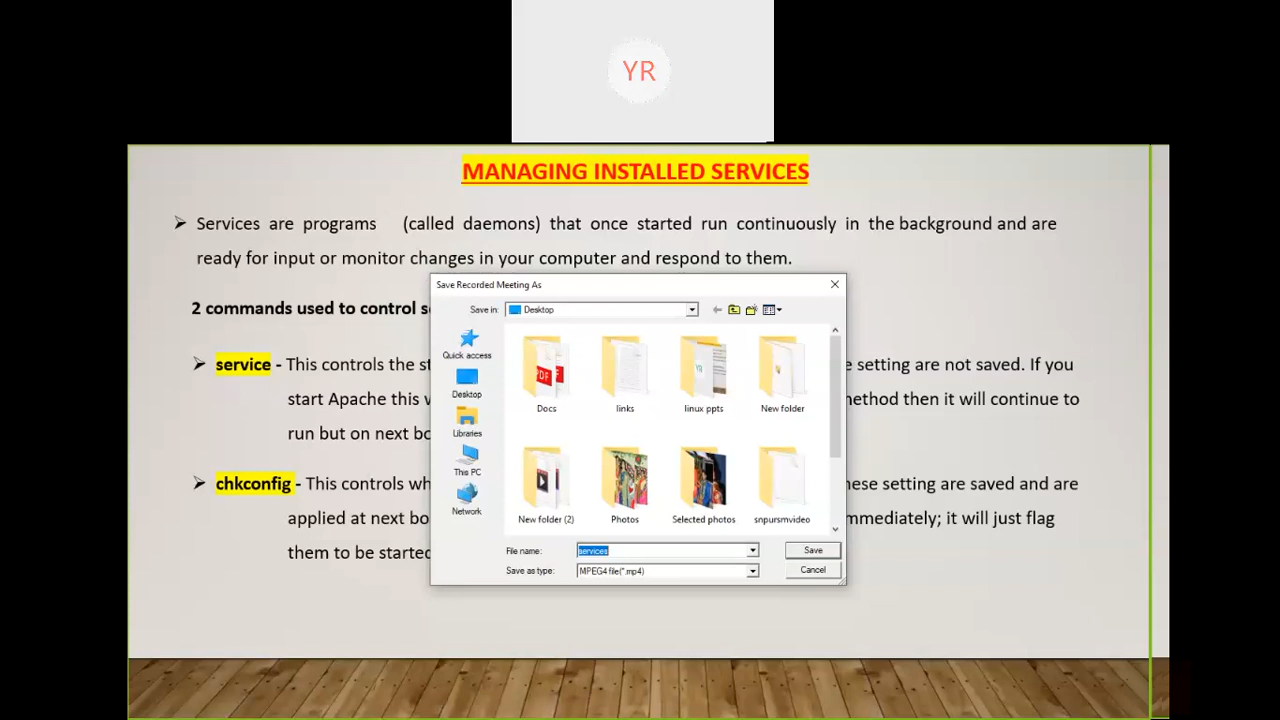 YR
MANAGING INSTALLED SERVICES
➢ Services are programs (called daemons) that once started run continuously in the background and are
ready for input or monitor changes in your computer and respond to them.
2 commands used to control s
➢ service - This controls the st
e setting are not saved. If you
start Apache this
ethod then it will continue to
run but on next bo
➢ chkconfig - This controls wh
hese setting are saved and are
applied at next bo
mmediately; it will just flag
them to be started
Save Recorded Meeting As
Save in: Desktop
Quick access
Desktop
Libraries
This PC
Network
Docs
links
linux ppts
New folder
New folder (2)
Photos
Selected photos
snpursmvideo
PDF
YR
File name: services
Save
Save as type: MPEG4 file(*.mp4)
Cancel